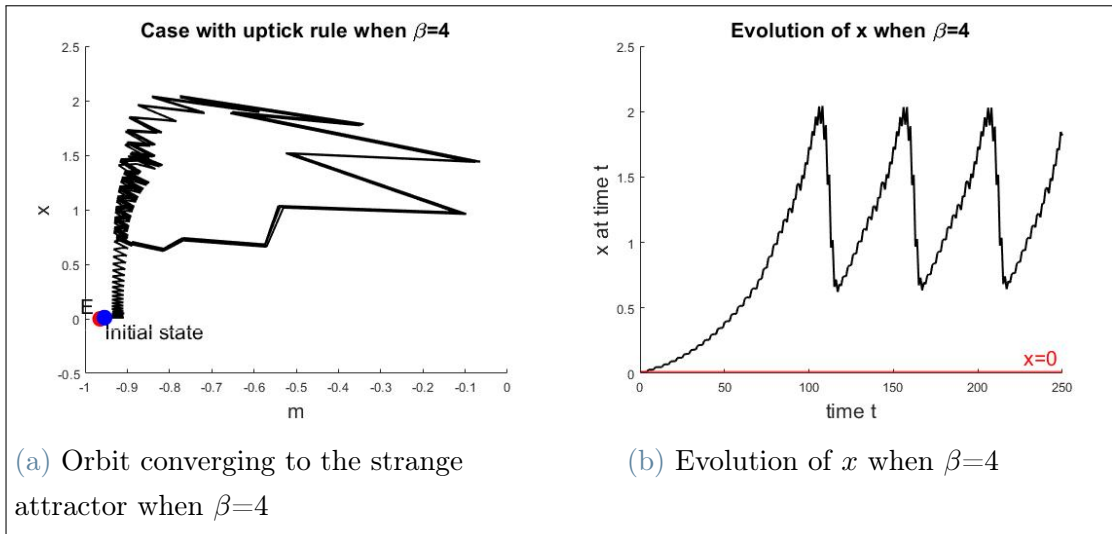 Case with uptick rule when β=4
2.5
2
1.5
1
0.5
0
-0.5
x
E
Initial state
-1 -0.9 -0.8 -0.7 -0.6 -0.5 -0.4 -0.3 -0.2 -0.1 0
m
(a) Orbit converging to the strange
attractor when β=4
Evolution of x when β=4
2.5
2
1.5
1
0.5
0
x at time t
x=0
0 50 100 150 200 250
time t
(b) Evolution of x when β=4